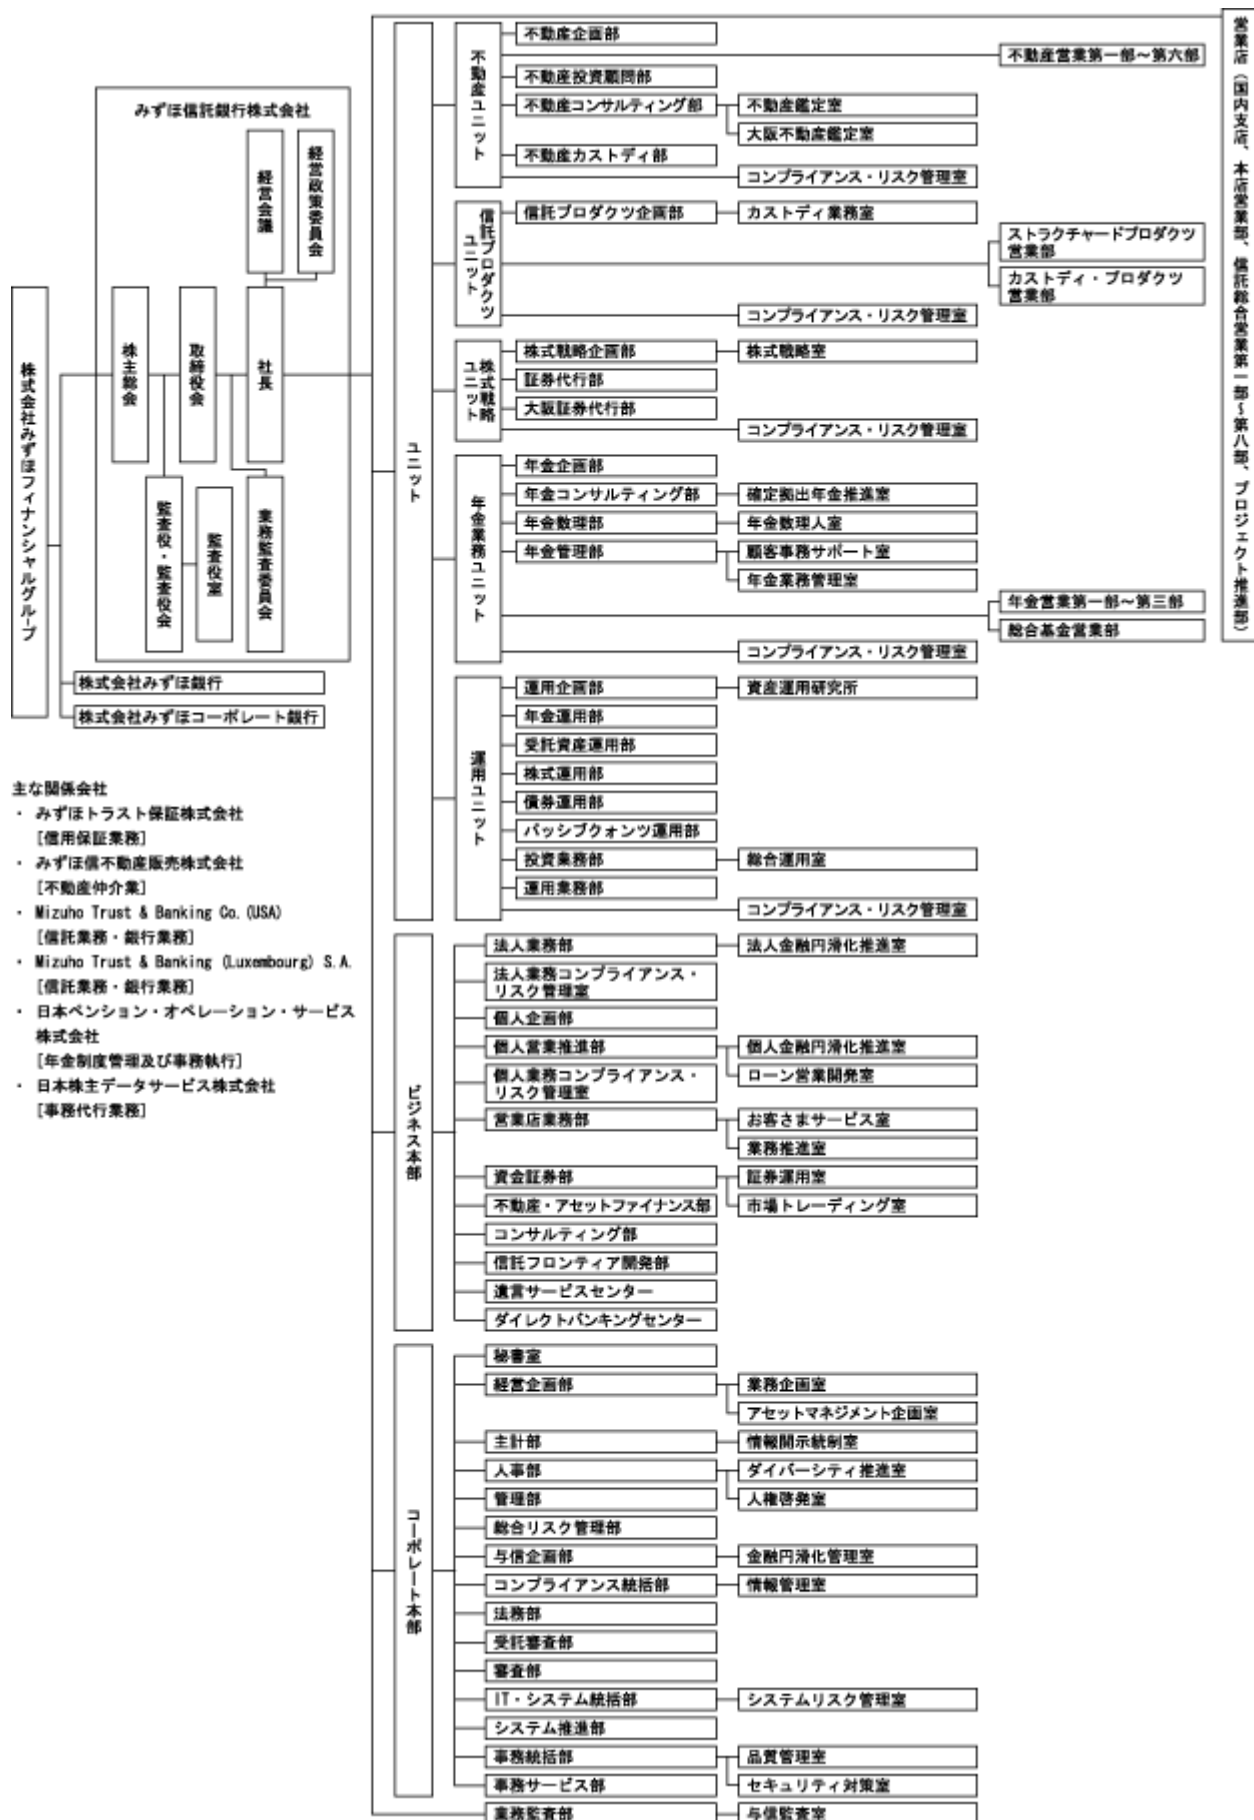 みずほ信託銀行株式会社
経営会議
経営政策委員会
株式会社みずほフィナンシャルグループ
株主総会
取締役会
社長
監査役・監査役会
監査役室
業務監査委員会
株式会社みずほ銀行
株式会社みずほコーポレート銀行
主な関係会社
・ みずほトラスト保証株式会社
[信用保証業務]
・ みずほ信不動産販売株式会社
[不動産仲介業]
・ Mizuho Trust & Banking Co.(USA)
[信託業務・銀行業務]
・ Mizuho Trust & Banking (Luxembourg) S.A.
[信託業務・銀行業務]
・ 日本ペンション・オペレーション・サービス
株式会社
[年金制度管理及び事務執行]
・ 日本株主データサービス株式会社
[事務代行業務]
ユニット
不動産ユニット
不動産企画部
不動産営業第一部～第六部
不動産投資顧問部
不動産コンサルティング部
不動産鑑定室
大阪不動産鑑定室
不動産カストディ部
コンプライアンス・リスク管理室
信託プロダクツ
ユニット
信託プロダクツ企画部
カストディ業務室
ストラクチャードプロダクツ
営業部
カストディ・プロダクツ
営業部
コンプライアンス・リスク管理室
株式戦略
ユニット
株式戦略企画部
株式戦略室
証券代行部
大阪証券代行部
コンプライアンス・リスク管理室
年金業務ユニット
年金企画部
年金コンサルティング部
確定拠出年金推進室
年金数理部
年金数理人室
年金管理部
顧客事務サポート室
年金業務管理室
年金営業第一部～第三部
総合基金営業部
コンプライアンス・リスク管理室
運用ユニット
運用企画部
資産運用研究所
年金運用部
受託資産運用部
株式運用部
債券運用部
パッシブクォンツ運用部
投資業務部
総合運用室
運用業務部
コンプライアンス・リスク管理室
ビジネス本部
法人業務部
法人金融円滑化推進室
法人業務コンプライアンス・
リスク管理室
個人企画部
個人営業推進部
個人金融円滑化推進室
ローン営業開発室
個人業務コンプライアンス・
リスク管理室
営業店業務部
お客さまサービス室
業務推進室
資金証券部
証券運用室
市場トレーディング室
不動産・アセットファイナンス部
コンサルティング部
信託フロンティア開発部
遺言サービスセンター
ダイレクトバンキングセンター
コーポレート本部
秘書室
経営企画部
業務企画室
アセットマネジメント企画室
主計部
情報開示統制室
人事部
ダイバーシティ推進室
人権啓発室
管理部
総合リスク管理部
与信企画部
金融円滑化管理室
コンプライアンス統括部
情報管理室
法務部
受託審査部
審査部
IT・システム統括部
システムリスク管理室
システム推進部
事務統括部
品質管理室
セキュリティ対策室
事務サービス部
業務監査部
与信監査室
営業店（国内支店、本店営業部、信託総合営業第一部～第八部、プロジェクト推進部）